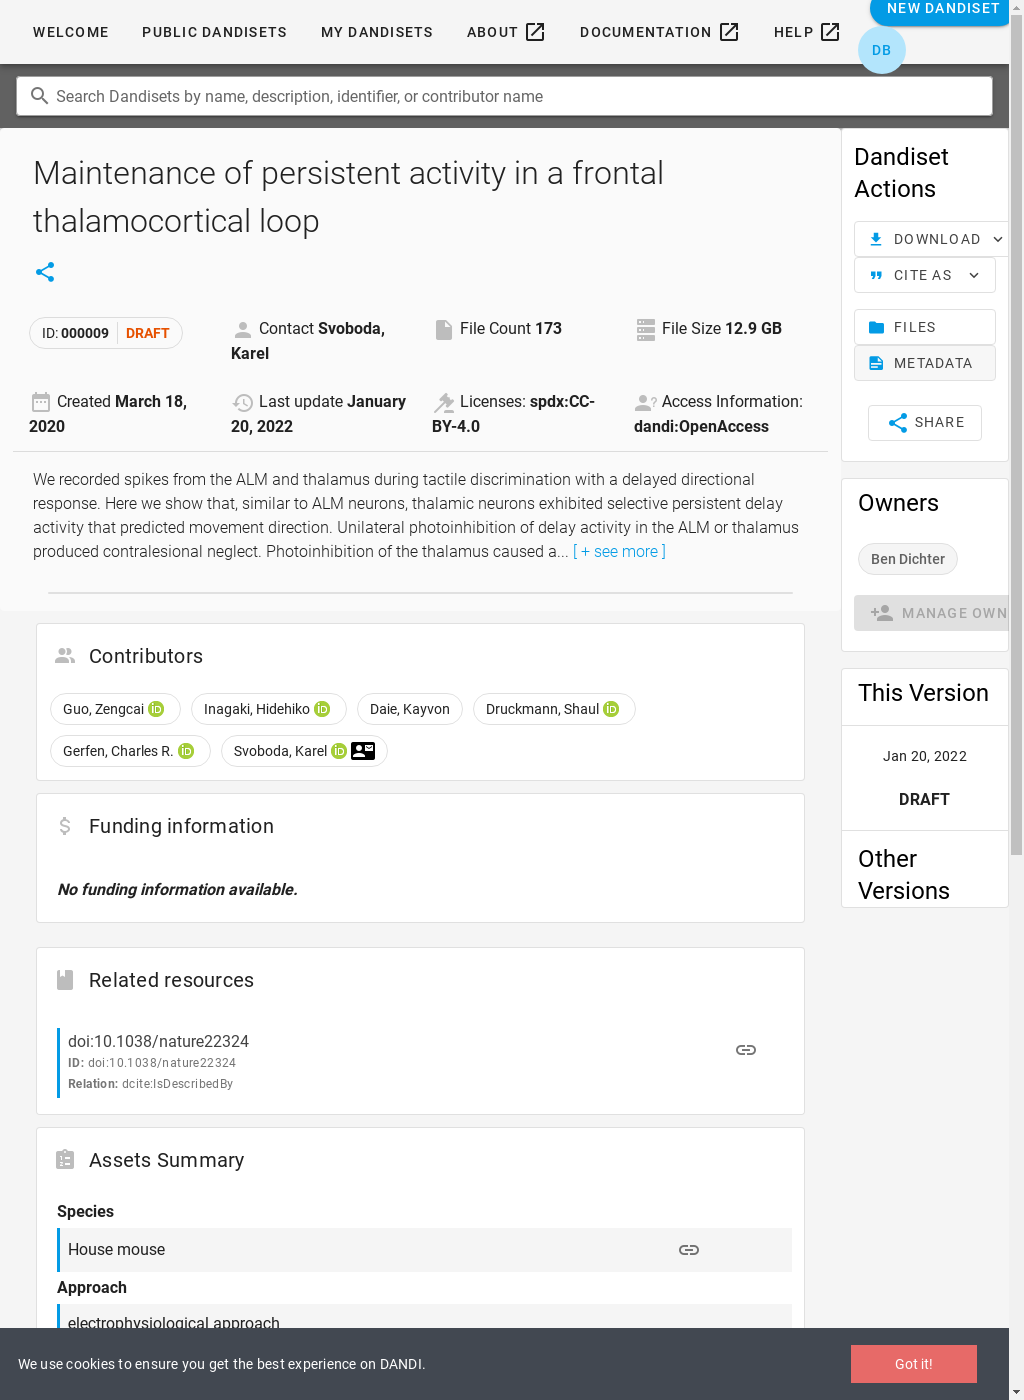 WELCOME
PUBLIC DANDISETS
MY DANDISETS
ABOUT
DOCUMENTATION
HELP
NEW DANDISET
DB
Search Dandisets by name, description, identifier, or contributor name
Maintenance of persistent activity in a frontal
thalamocortical loop
ID: 000009 DRAFT
Contact Svoboda,
Karel
File Count 173
File Size 12.9 GB
Created March 18,
2020
Last update January
20, 2022
Licenses: spdx:CC-
BY-4.0
Access Information:
dandi:OpenAccess
We recorded spikes from the ALM and thalamus during tactile discrimination with a delayed directional
response. Here we show that, similar to ALM neurons, thalamic neurons exhibited selective persistent delay
activity that predicted movement direction. Unilateral photoinhibition of delay activity in the ALM or thalamus
produced contralesional neglect. Photoinhibition of the thalamus caused a... [ + see more ]
Contributors
Guo, Zengcai
Inagaki, Hidehiko
Daie, Kayvon
Druckmann, Shaul
Gerfen, Charles R.
Svoboda, Karel
Funding information
No funding information available.
Related resources
doi:10.1038/nature22324
ID: doi:10.1038/nature22324
Relation: dcite:IsDescribedBy
Assets Summary
Species
House mouse
Approach
electrophysiological approach
Dandiset
Actions
DOWNLOAD
CITE AS
FILES
METADATA
SHARE
Owners
Ben Dichter
MANAGE OWN
This Version
Jan 20, 2022
DRAFT
Other
Versions
We use cookies to ensure you get the best experience on DANDI.
Got it!